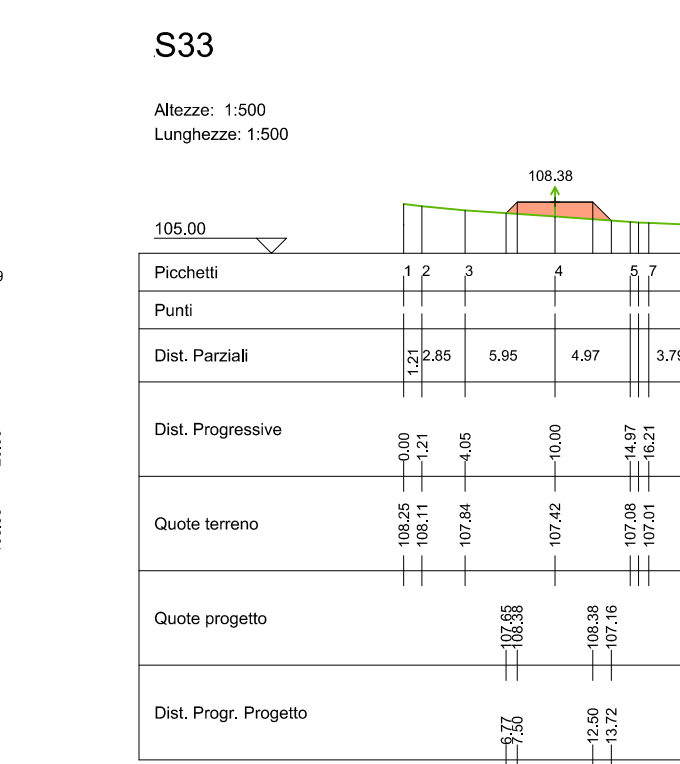 S33
Altezze: 1:500
Lunghezze: 1:500
108.38
105.00
Picchetti 1 2 3 4 5 7
Punti
Dist. Parziali 1.21 2.85 5.95 4.97 3.79
Dist. Progressive 0.00 1.21 4.05 10.00 14.97 16.21
Quote terreno 108.25 108.11 107.84 107.42 107.08 107.01
Quote progetto 107.65 108.38 108.38 107.16
Dist. Progr. Progetto 6.77 7.50 12.50 13.72